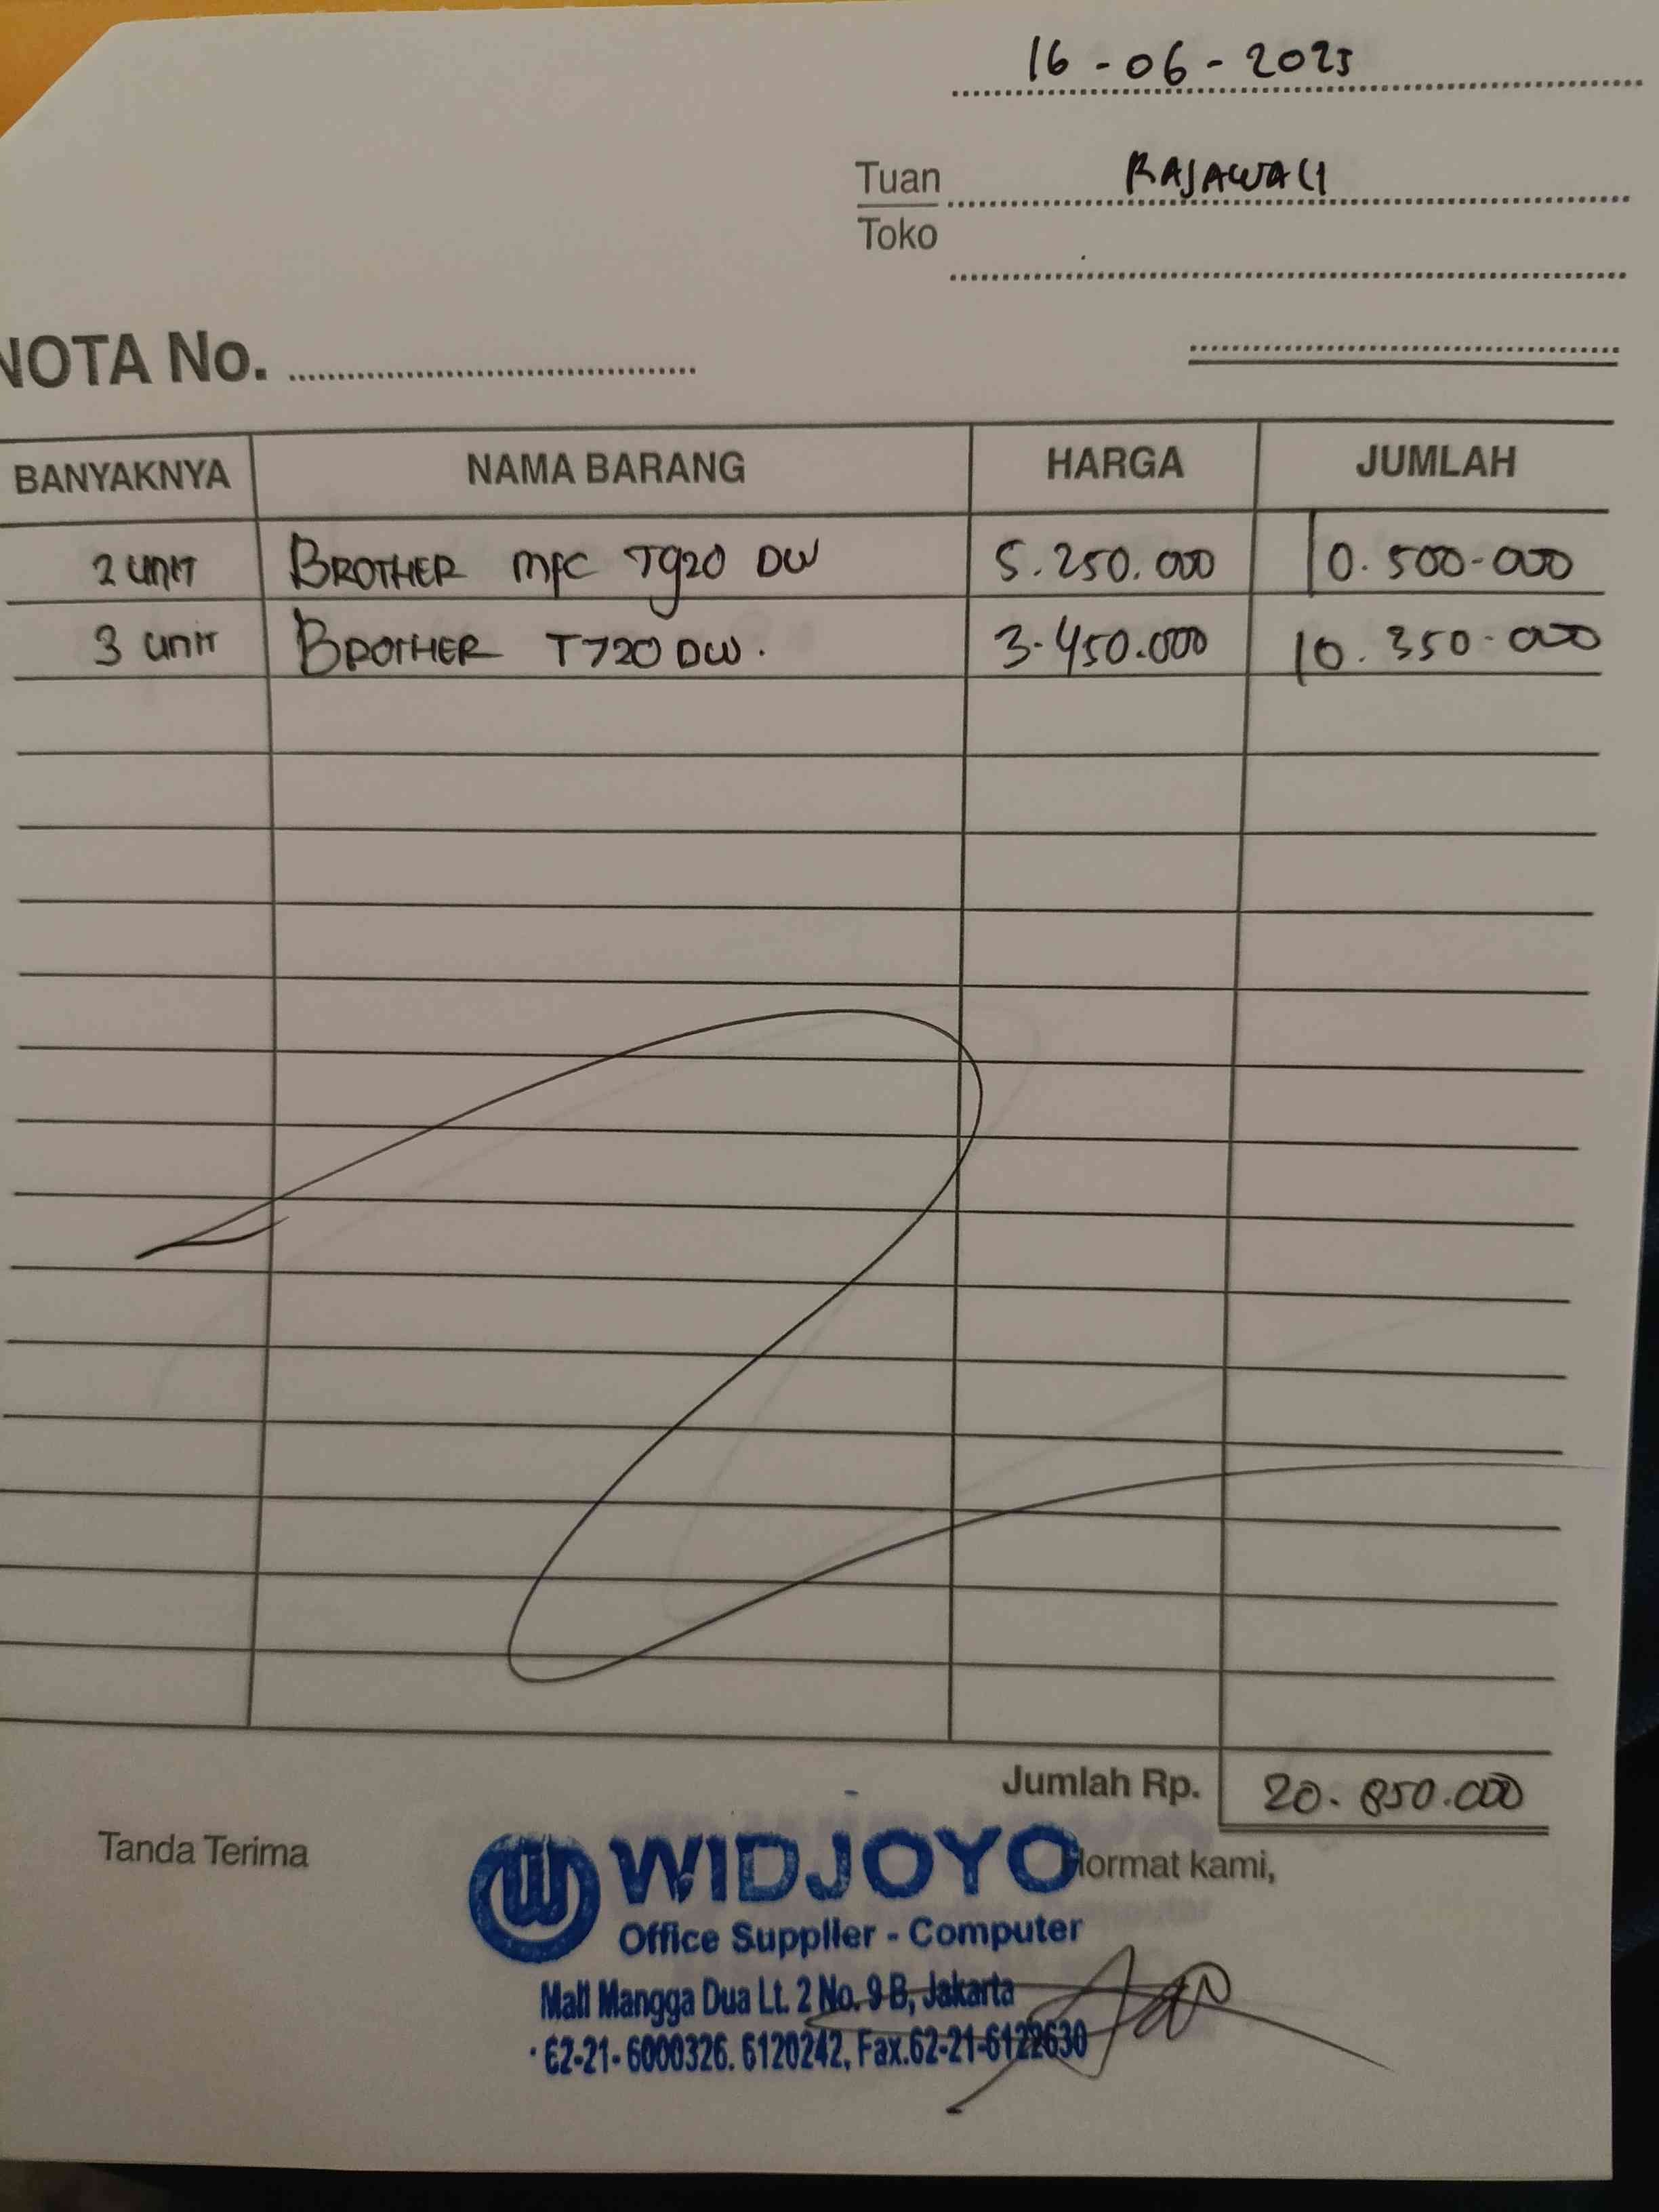 16-06-2023
Tuan RAJAWALI
Toko
NOTA No.
BANYAKNYA NAMA BARANG HARGA JUMLAH
2 UNIT BROTHER MFC T920 DW 5.250.000 10.500.000
3 UNIT BROTHER T720 DW. 3.450.000 10.350.000
Jumlah Rp. 20.850.000
Tanda Terima
Hormat kami,
WIDJOYO
Office Supplier - Computer
Mall Mangga Dua Lt. 2 No. 9 B, Jakarta
62-21- 6000326. 6120242, Fax.62-21-6122630